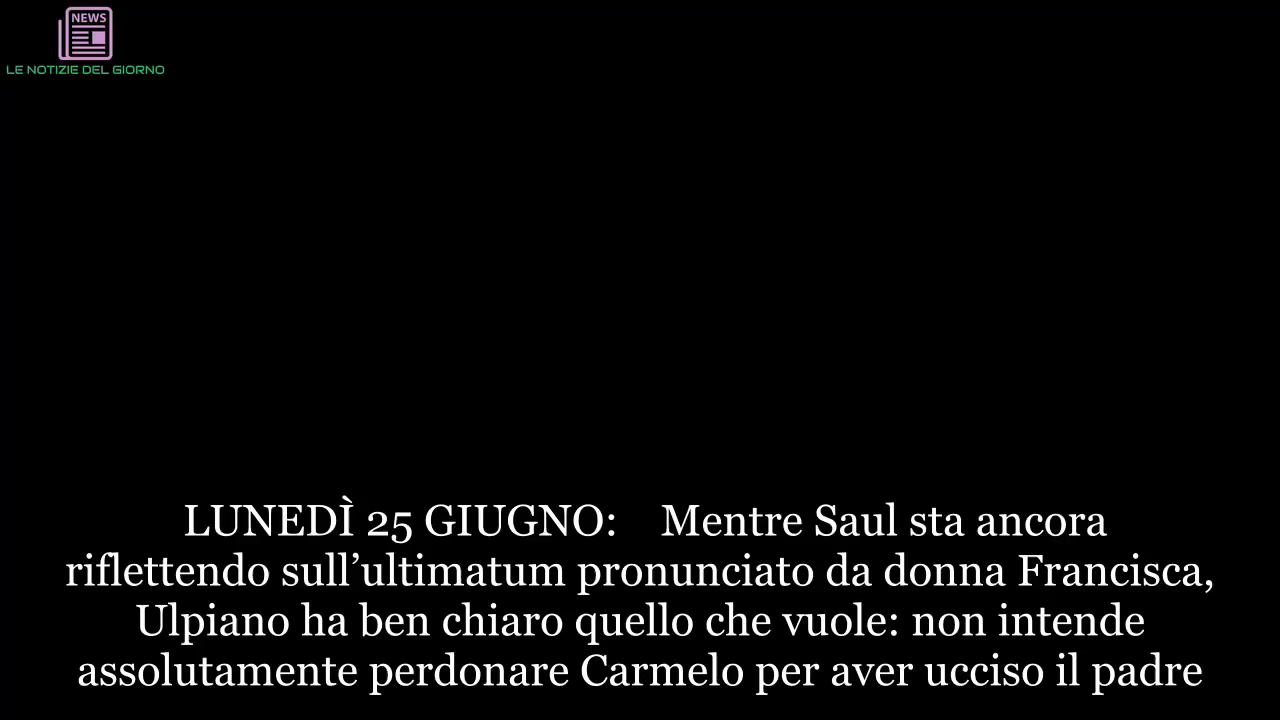 NEWS
LE NOTIZIE DEL GIORNO
LUNEDÌ 25 GIUGNO: Mentre Saul sta ancora
riflettendo sull’ultimatum pronunciato da donna Francisca,
Ulpiano ha ben chiaro quello che vuole: non intende
assolutamente perdonare Carmelo per aver ucciso il padre